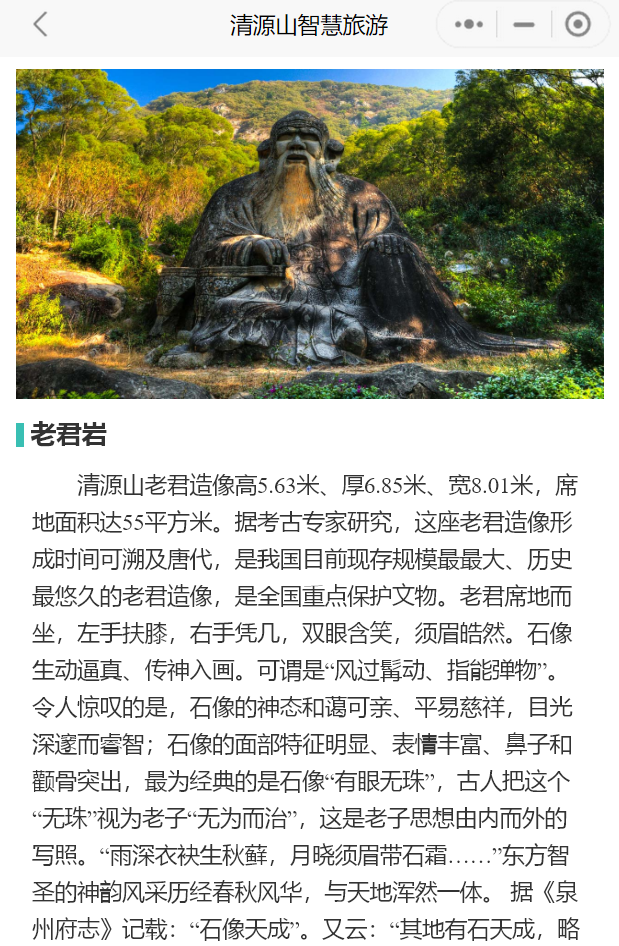 清源山智慧旅游
老君岩
清源山老君造像高5.63米、厚6.85米、宽8.01米，席
地面积达55平方米。据考古专家研究，这座老君造像形
成时间可溯及唐代，是我国目前现存规模最最大、历史
最悠久的老君造像，是全国重点保护文物。老君席地而
坐，左手扶膝，右手凭几，双眼含笑，须眉皓然。石像
生动逼真、传神入画。可谓是“风过髯动、指能弹物”。
令人惊叹的是，石像的神态和蔼可亲、平易慈祥，目光
深邃而睿智；石像的面部特征明显、表情丰富、鼻子和
颧骨突出，最为经典的是石像“有眼无珠”，古人把这个
“无珠”视为老子“无为而治”，这是老子思想由内而外的
写照。“雨深衣袂生秋藓，月晓须眉带石霜……”东方智
圣的神韵风采历经春秋风华，与天地浑然一体。 据《泉
州府志》记载：“石像天成”。又云：“其地有石天成，略